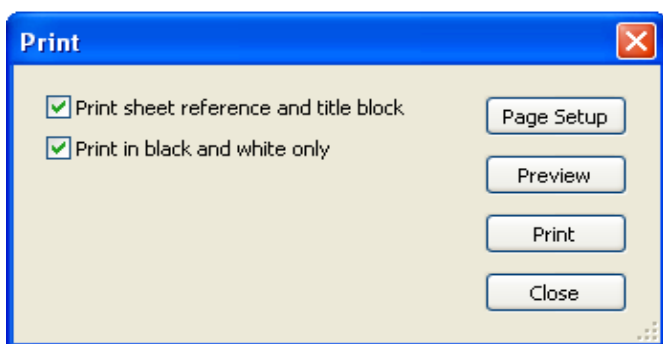 Print
Print sheet reference and title block
Print in black and white only
Page Setup
Preview
Print
Close